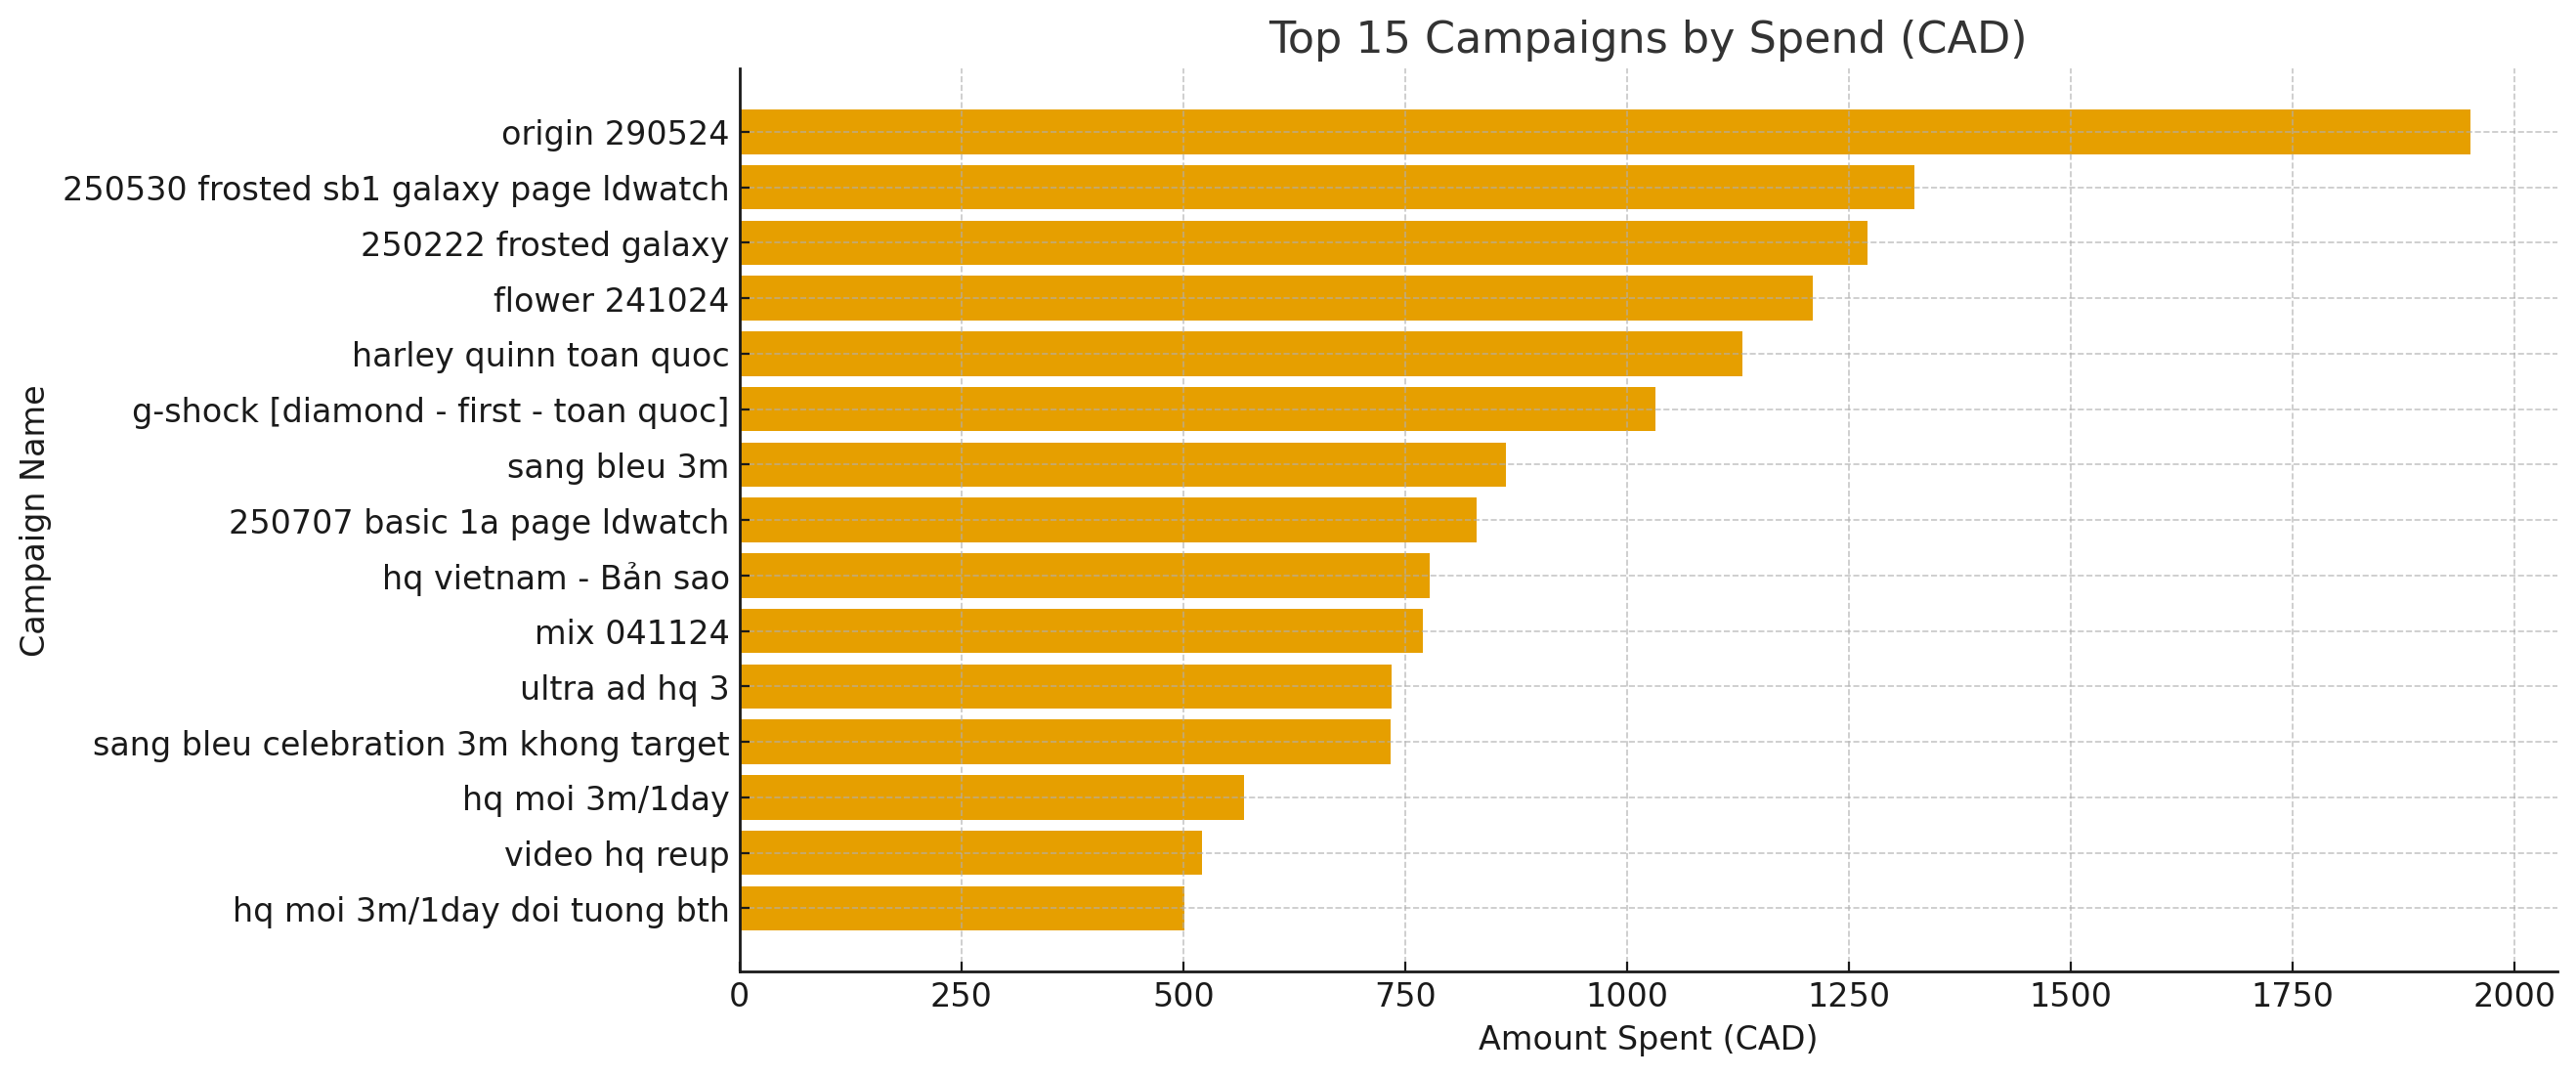 Top 15 Campaigns by Spend (CAD)
Campaign Name
origin 290524
250530 frosted sb1 galaxy page ldwatch
250222 frosted galaxy
flower 241024
harley quinn toan quoc
g-shock [diamond - first - toan quoc]
sang bleu 3m
250707 basic 1a page ldwatch
hq vietnam - Bản sao
mix 041124
ultra ad hq 3
sang bleu celebration 3m khong target
hq moi 3m/1day
video hq reup
hq moi 3m/1day doi tuong bth
0 250 500 750 1000 1250 1500 1750 2000
Amount Spent (CAD)